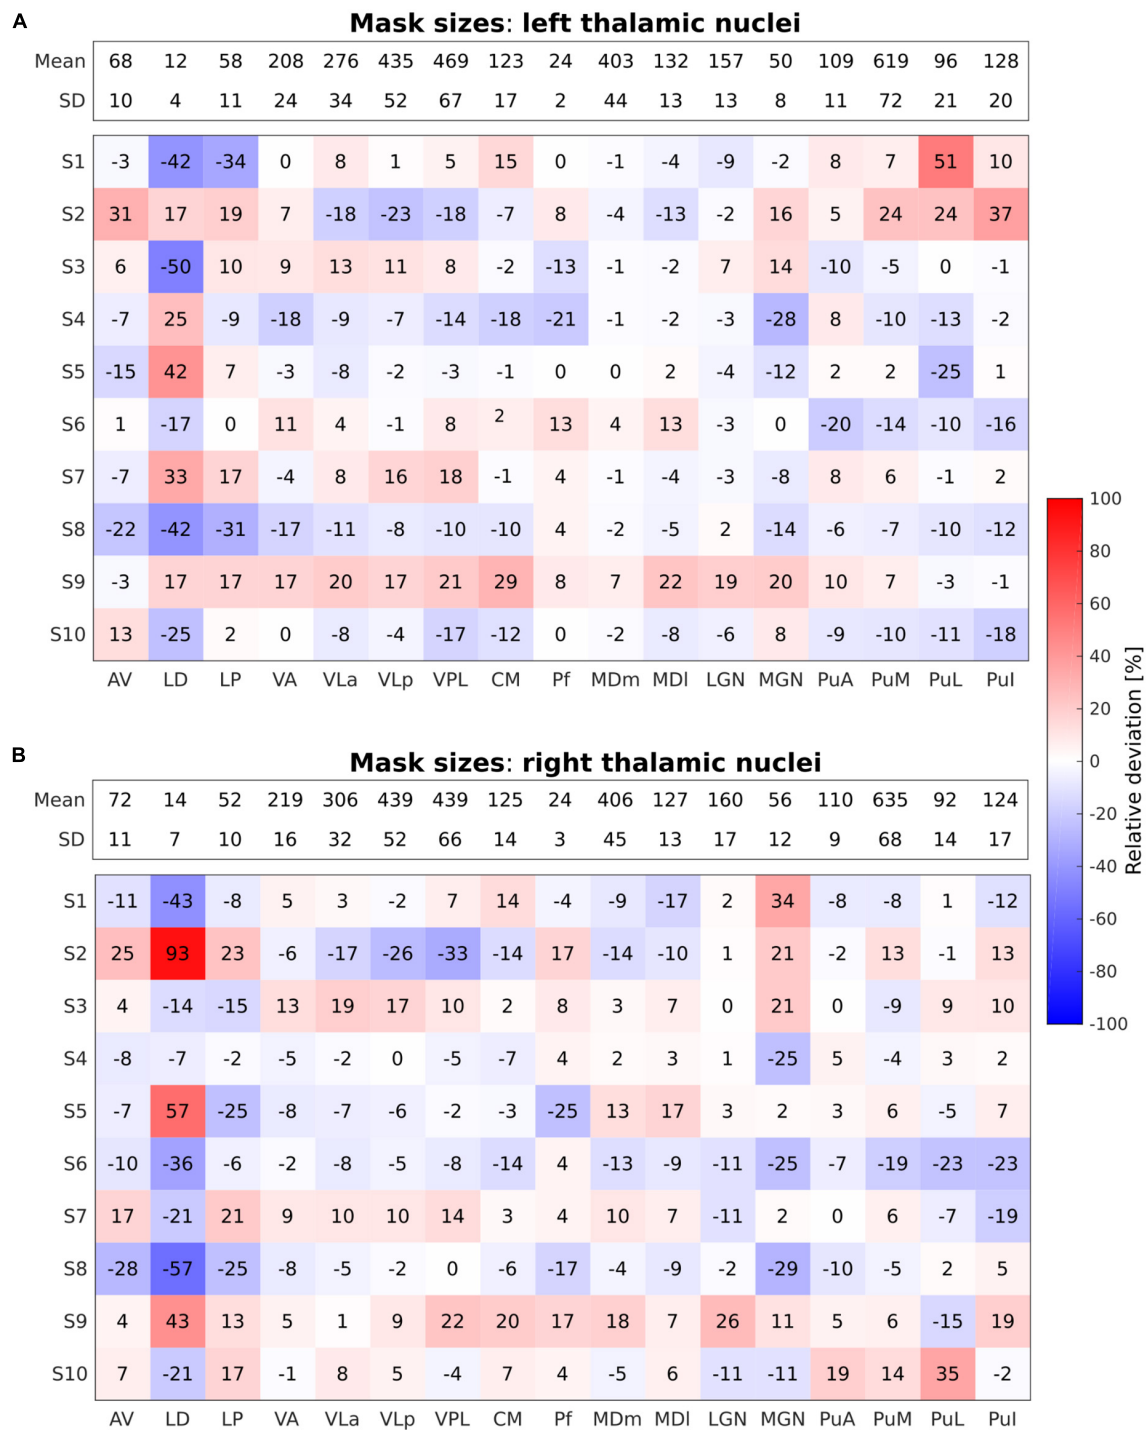 A
Mask sizes: left thalamic nuclei
Mean 68 12 58 208 276 435 469 123 24 403 132 157 50 109 619 96 128
SD 10 4 11 24 34 52 67 17 2 44 13 13 8 11 72 21 20
S1 -3 -42 -34 0 8 1 5 15 0 -1 -4 -9 -2 8 7 51 10
S2 31 17 19 7 -18 -23 -18 -7 8 -4 -13 -2 16 5 24 24 37
S3 6 -50 10 9 13 11 8 -2 -13 -1 -2 7 14 -10 -5 0 -1
S4 -7 25 -9 -18 -9 -7 -14 -18 -21 -1 -2 -3 -28 8 -10 -13 -2
S5 -15 42 7 -3 -8 -2 -3 -1 0 0 2 -4 -12 2 2 -25 1
S6 1 -17 0 11 4 -1 8 2 13 4 13 -3 0 -20 -14 -10 -16
S7 -7 33 17 -4 8 16 18 -1 4 -1 -4 -3 -8 8 6 -1 2
S8 -22 -42 -31 -17 -11 -8 -10 -10 4 -2 -5 2 -14 -6 -7 -10 -12
S9 -3 17 17 17 20 17 21 29 8 7 22 19 20 10 7 -3 -1
S10 13 -25 2 0 -8 -4 -17 -12 0 -2 -8 -6 8 -9 -10 -11 -18
AV LD LP VA VLa VLp VPL CM Pf MDm MDl LGN MGN PuA PuM PuL PuI
B
Mask sizes: right thalamic nuclei
Mean 72 14 52 219 306 439 439 125 24 406 127 160 56 110 635 92 124
SD 11 7 10 16 32 52 66 14 3 45 13 17 12 9 68 14 17
S1 -11 -43 -8 5 3 -2 7 14 -4 -9 -17 2 34 -8 -8 1 -12
S2 25 93 23 -6 -17 -26 -33 -14 17 -14 -10 1 21 -2 13 -1 13
S3 4 -14 -15 13 19 17 10 2 8 3 7 0 21 0 -9 9 10
S4 -8 -7 -2 -5 -2 0 -5 -7 4 2 3 1 -25 5 -4 3 2
S5 -7 57 -25 -8 -7 -6 -2 -3 -25 13 17 3 2 3 6 -5 7
S6 -10 -36 -6 -2 -8 -5 -8 -14 4 -13 -9 -11 -25 -7 -19 -23 -23
S7 17 -21 21 9 10 10 14 3 4 10 7 -11 2 0 6 -7 -19
S8 -28 -57 -25 -8 -5 -2 0 -6 -17 -4 -9 -2 -29 -10 -5 2 5
S9 4 43 13 5 1 9 22 20 17 18 7 26 11 5 6 -15 19
S10 7 -21 17 -1 8 5 -4 7 4 -5 6 -11 -11 19 14 35 -2
AV LD LP VA VLa VLp VPL CM Pf MDm MDl LGN MGN PuA PuM PuL PuI
100
80
60
40
20
0
-20
-40
-60
-80
-100
Relative deviation [%]